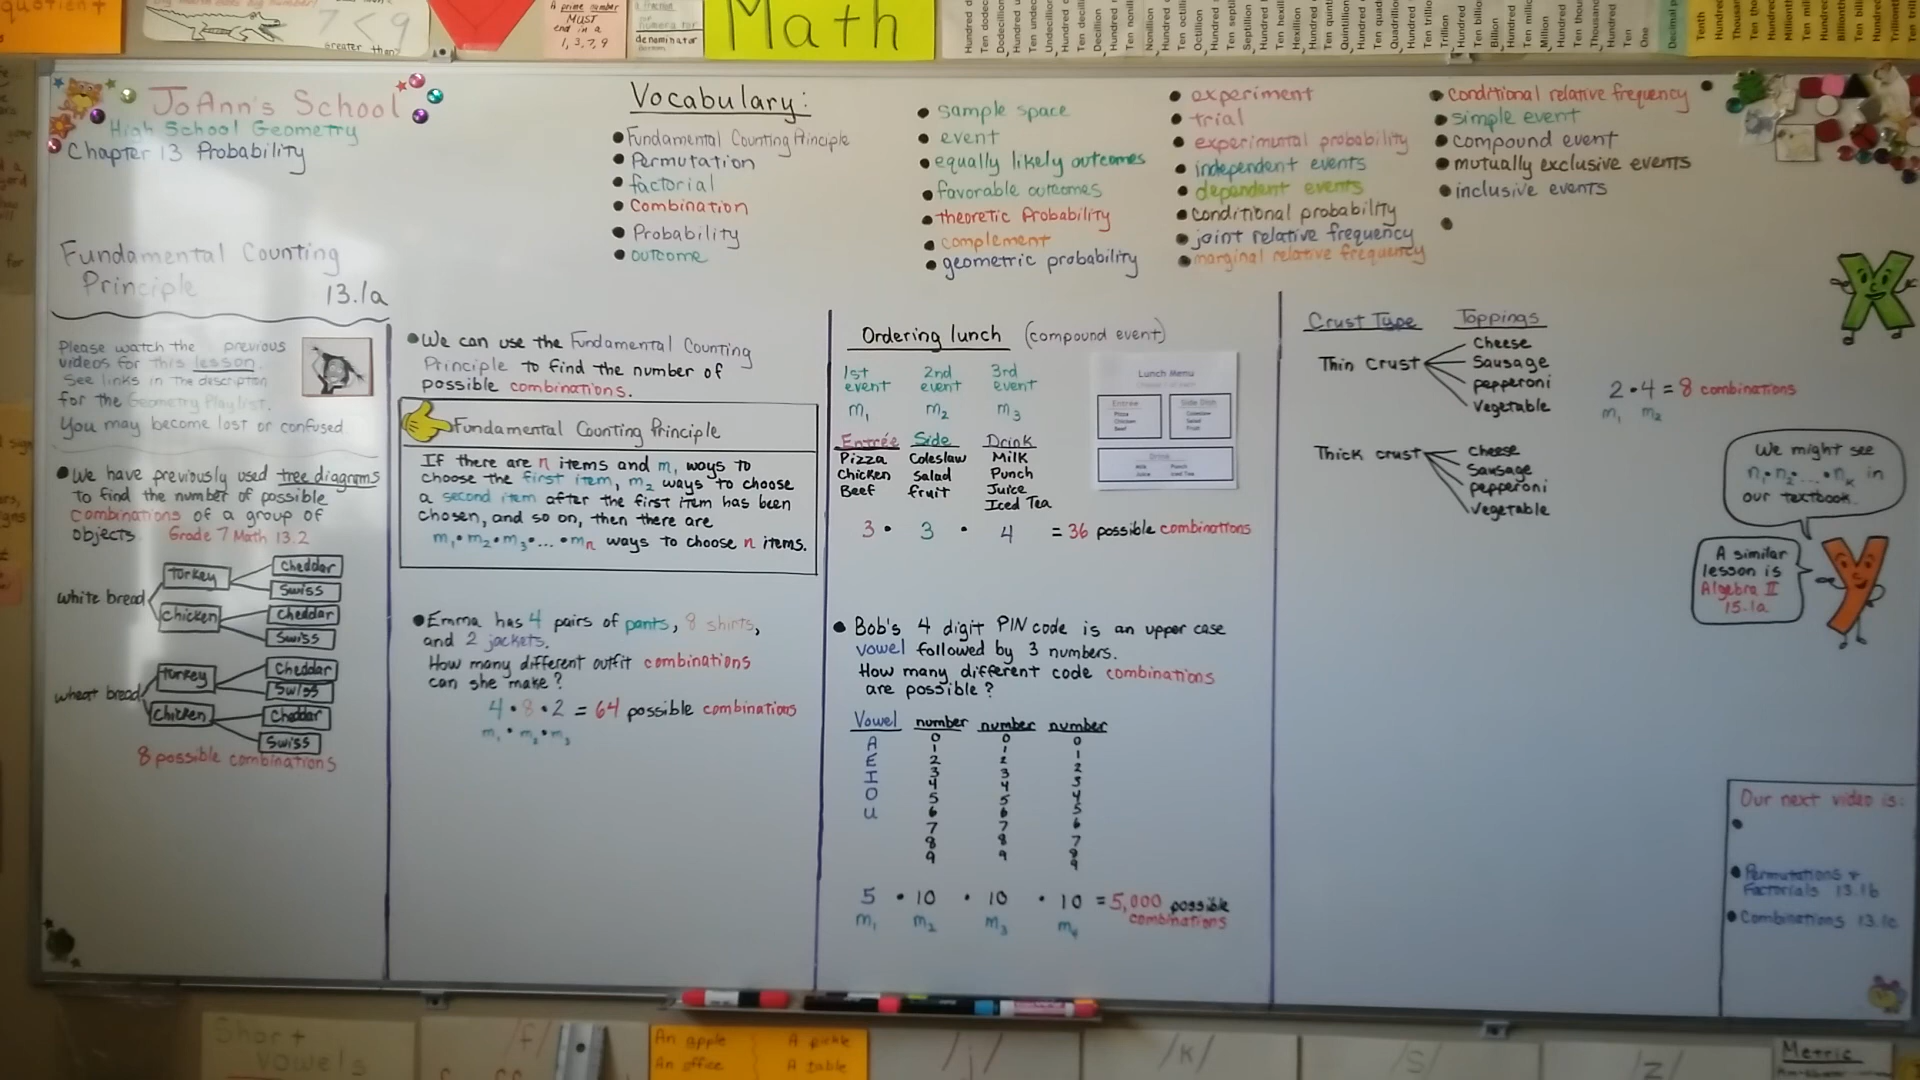 quotient
7 < 9
greater than
A prime number
MUST
end in a
1, 3, 7, 9
denominator
Math
JoAnn's School
High School Geometry
Chapter 13 Probability
Vocabulary:
• Fundamental Counting Principle
• Permutation
• factorial
• Combination
• Probability
• outcome
• sample space
• event
• equally likely outcomes
• favorable outcomes
• theoretic Probability
• complement
• geometric probability
• experiment
• trial
• experimental probability
• independent events
• dependent events
• conditional probability
• joint relative frequency
• marginal relative frequency
• conditional relative frequency
• simple event
• compound event
• mutually exclusive events
• inclusive events
•
Fundamental Counting
Principle
13.1a
Please watch the previous
videos for this lesson.
See links in the descripton
for the Geometry Playlist.
You may become lost or confused
• We have previously used tree diagrams
to find the number of possible
combinations of a group of
objects. Grade 7 Math 13.2
white bread
Turkey
Cheddar
Swiss
Chicken
Cheddar
Swiss
wheat bread
Turkey
Cheddar
Swiss
Chicken
Cheddar
Swiss
8 possible combinations
• We can use the Fundamental Counting
Principle to find the number of
possible combinations.
Fundamental Counting Principle
If there are n items and m₁ ways to
choose the first item, m₂ ways to choose
a second item after the first item has been
chosen, and so on, then there are
m₁•m₂•m₃•...•mₙ ways to choose n items.
• Emma has 4 pairs of pants, 8 shirts,
and 2 jackets.
How many different outfit combinations
can she make?
4•8•2 = 64 possible combinations
m₁•m₂•m₃
Ordering lunch (compound event)
1st event 2nd event 3rd event
m₁ m₂ m₃
Entrée Side Drink
Pizza Coleslaw Milk
Chicken Salad Punch
Beef fruit Juice
Iced Tea
3 • 3 • 4 = 36 possible combinations
Lunch Menu
Entrée
Pizza
Chicken
Beef
Side Dish
Coleslaw
Salad
Fruit
Drink
Milk Punch
Juice Iced Tea
• Bob's 4 digit PIN code is an upper case
vowel followed by 3 numbers.
How many different code combinations
are possible?
Vowel number number number
A 0 0 0
E 1 1 1
I 2 2 2
O 3 3 3
U 4 4 4
5 5 5
6 6 6
7 7 7
8 8 8
9 9 9
5 • 10 • 10 • 10 = 5,000 possible
combinations
m₁ m₂ m₃ m₄
Crust Type Toppings
Thin Crust
Cheese
Sausage
pepperoni
Vegetable
2•4 = 8 combinations
m₁ m₂
Thick crust
Cheese
Sausage
pepperoni
Vegetable
We might see
n₁•n₂•...•nₖ in
our textbook.
A similar
lesson is
Algebra II
15.1a
Our next video is:
•
• Permutations +
Factorials 13.1b
• Combinations 13.1c
Short
vowels
/f/
An apple A pickle
An office A table
/j/
/k/
/s/
/z/
Metric